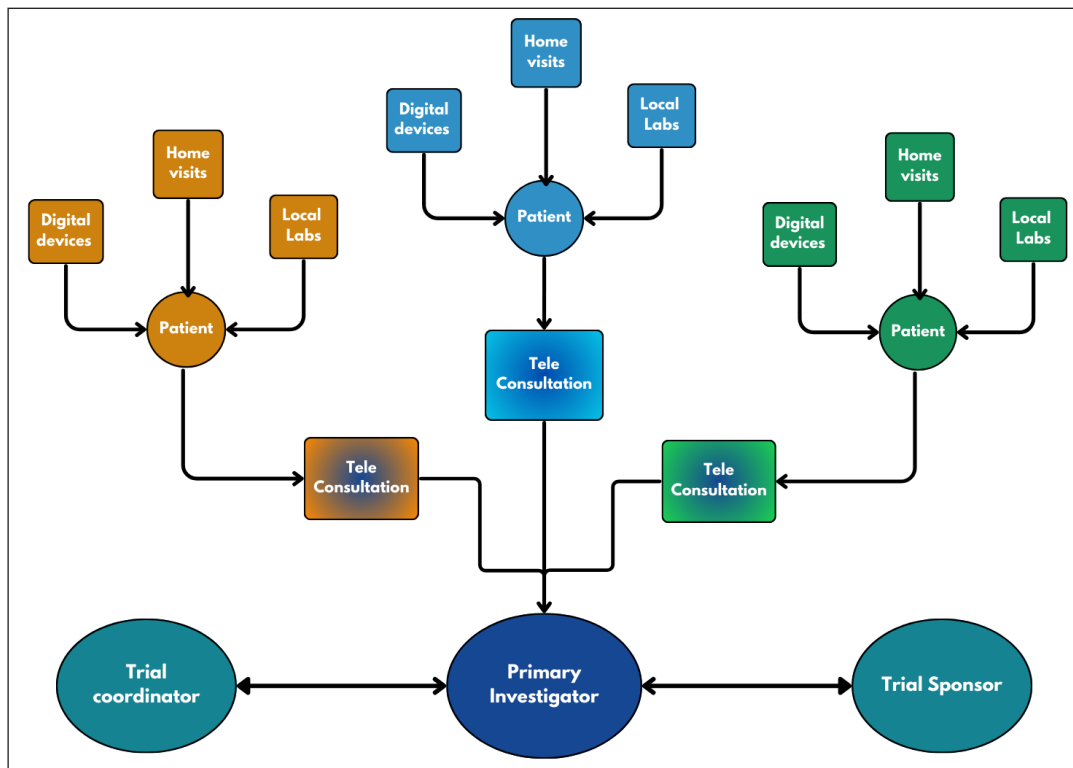 Home
visits
Digital
devices
Local
Labs
Patient
Home
visits
Digital
devices
Local
Labs
Patient
Home
visits
Digital
devices
Local
Labs
Patient
Tele
Consultation
Tele
Consultation
Tele
Consultation
Trial
coordinator
Primary
Investigator
Trial Sponsor